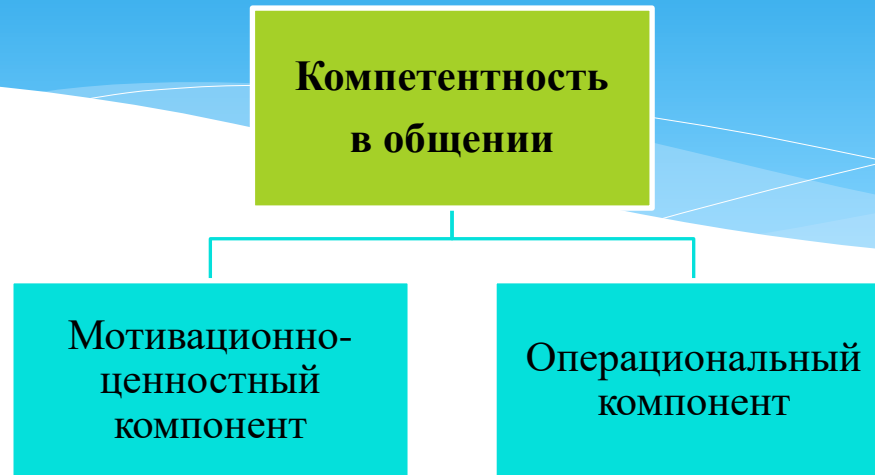 Компетентность
в общении
Мотивационно-
ценностный
компонент
Операциональный
компонент